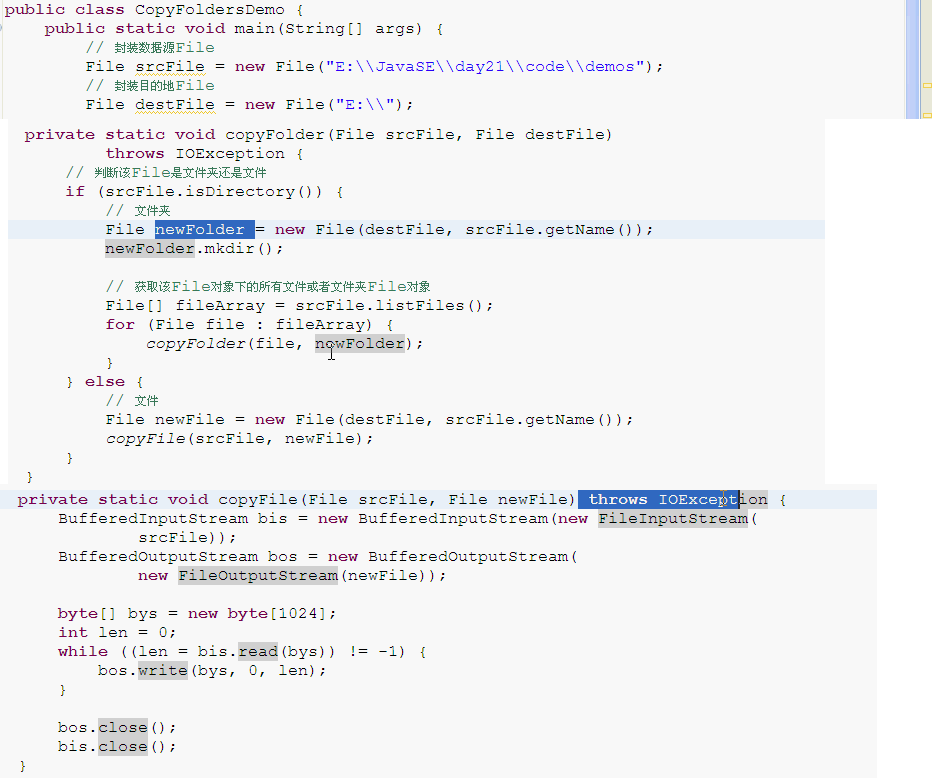 public class CopyFoldersDemo {
public static void main(String[] args) {
// 封装数据源File
File srcFile = new File("E:\\JavaSE\\day21\\code\\demos");
// 封装目的地File
File destFile = new File("E:\\");
private static void copyFolder(File srcFile, File destFile)
throws IOException {
// 判断该File是文件夹还是文件
if (srcFile.isDirectory()) {
// 文件夹
File newFolder = new File(destFile, srcFile.getName());
newFolder.mkdir();
// 获取该File对象下的所有文件或者文件夹File对象
File[] fileArray = srcFile.listFiles();
for (File file : fileArray) {
copyFolder(file, newFolder);
}
} else {
// 文件
File newFile = new File(destFile, srcFile.getName());
copyFile(srcFile, newFile);
}
}
private static void copyFile(File srcFile, File newFile) throws IOException {
BufferedInputStream bis = new BufferedInputStream(new FileInputStream(
srcFile));
BufferedOutputStream bos = new BufferedOutputStream(
new FileOutputStream(newFile));
byte[] bys = new byte[1024];
int len = 0;
while ((len = bis.read(bys)) != -1) {
bos.write(bys, 0, len);
}
bos.close();
bis.close();
}